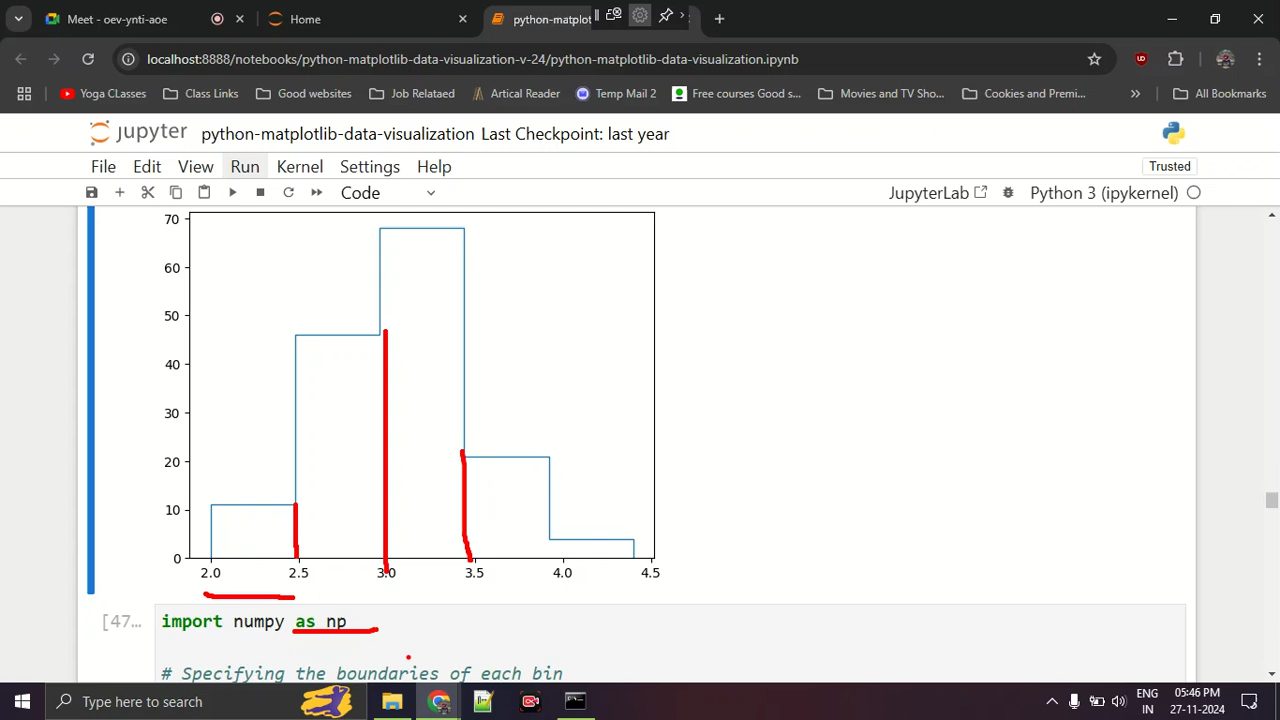 Meet - oev-ynti-aoe
Home
python-matplotl
localhost:8888/notebooks/python-matplotlib-data-visualization-v-24/python-matplotlib-data-visualization.ipynb
UD
Yoga CLasses
Class Links
Good websites
Job Relataed
Artical Reader
Temp Mail 2
Free courses Good s...
Movies and TV Sho...
Cookies and Premi...
All Bookmarks
jupyter python-matplotlib-data-visualization Last Checkpoint: last year
File Edit View Run Kernel Settings Help
Trusted
Code
JupyterLab
Python 3 (ipykernel)
70
60
50
40
30
20
10
0
2.0 2.5 3.0 3.5 4.0 4.5
[47...
import numpy as np
# Specifying the boundaries of each bin
Type here to search
ENG
IN
05:46 PM
27-11-2024